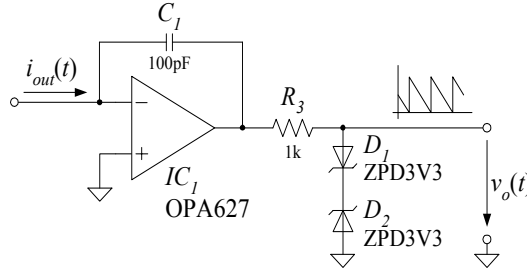 C1
100pF
iout(t)
−
+
IC1
OPA627
R3
1k
D1
ZPD3V3
D2
ZPD3V3
vo(t)